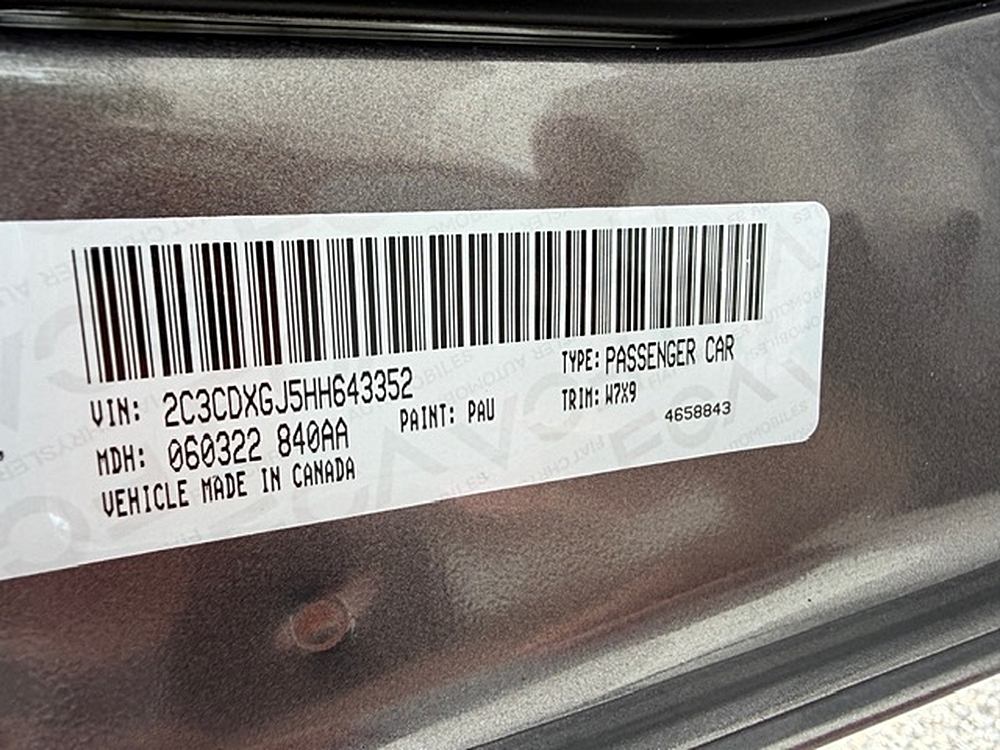 VIN: 2C3CDXGJ5HH643352
TYPE: PASSENGER CAR
MDH: 060322 840AA
PAINT: PAU
TRIM: W7X9
4658843
VEHICLE MADE IN CANADA